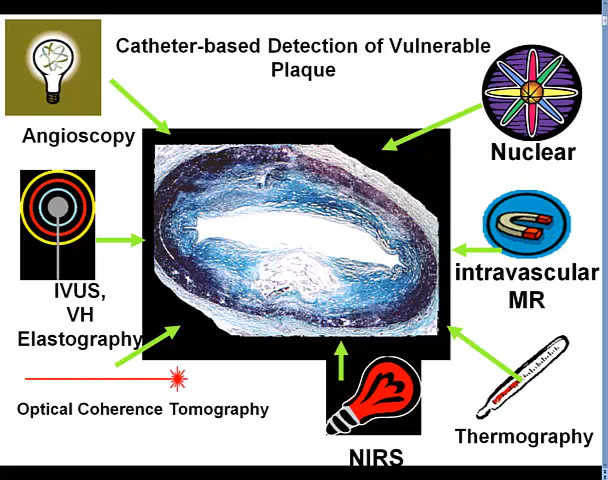 Catheter-based Detection of Vulnerable
Plaque
Angioscopy
Nuclear
IVUS,
VH
Elastography
intravascular
MR
Optical Coherence Tomography
NIRS
Thermography